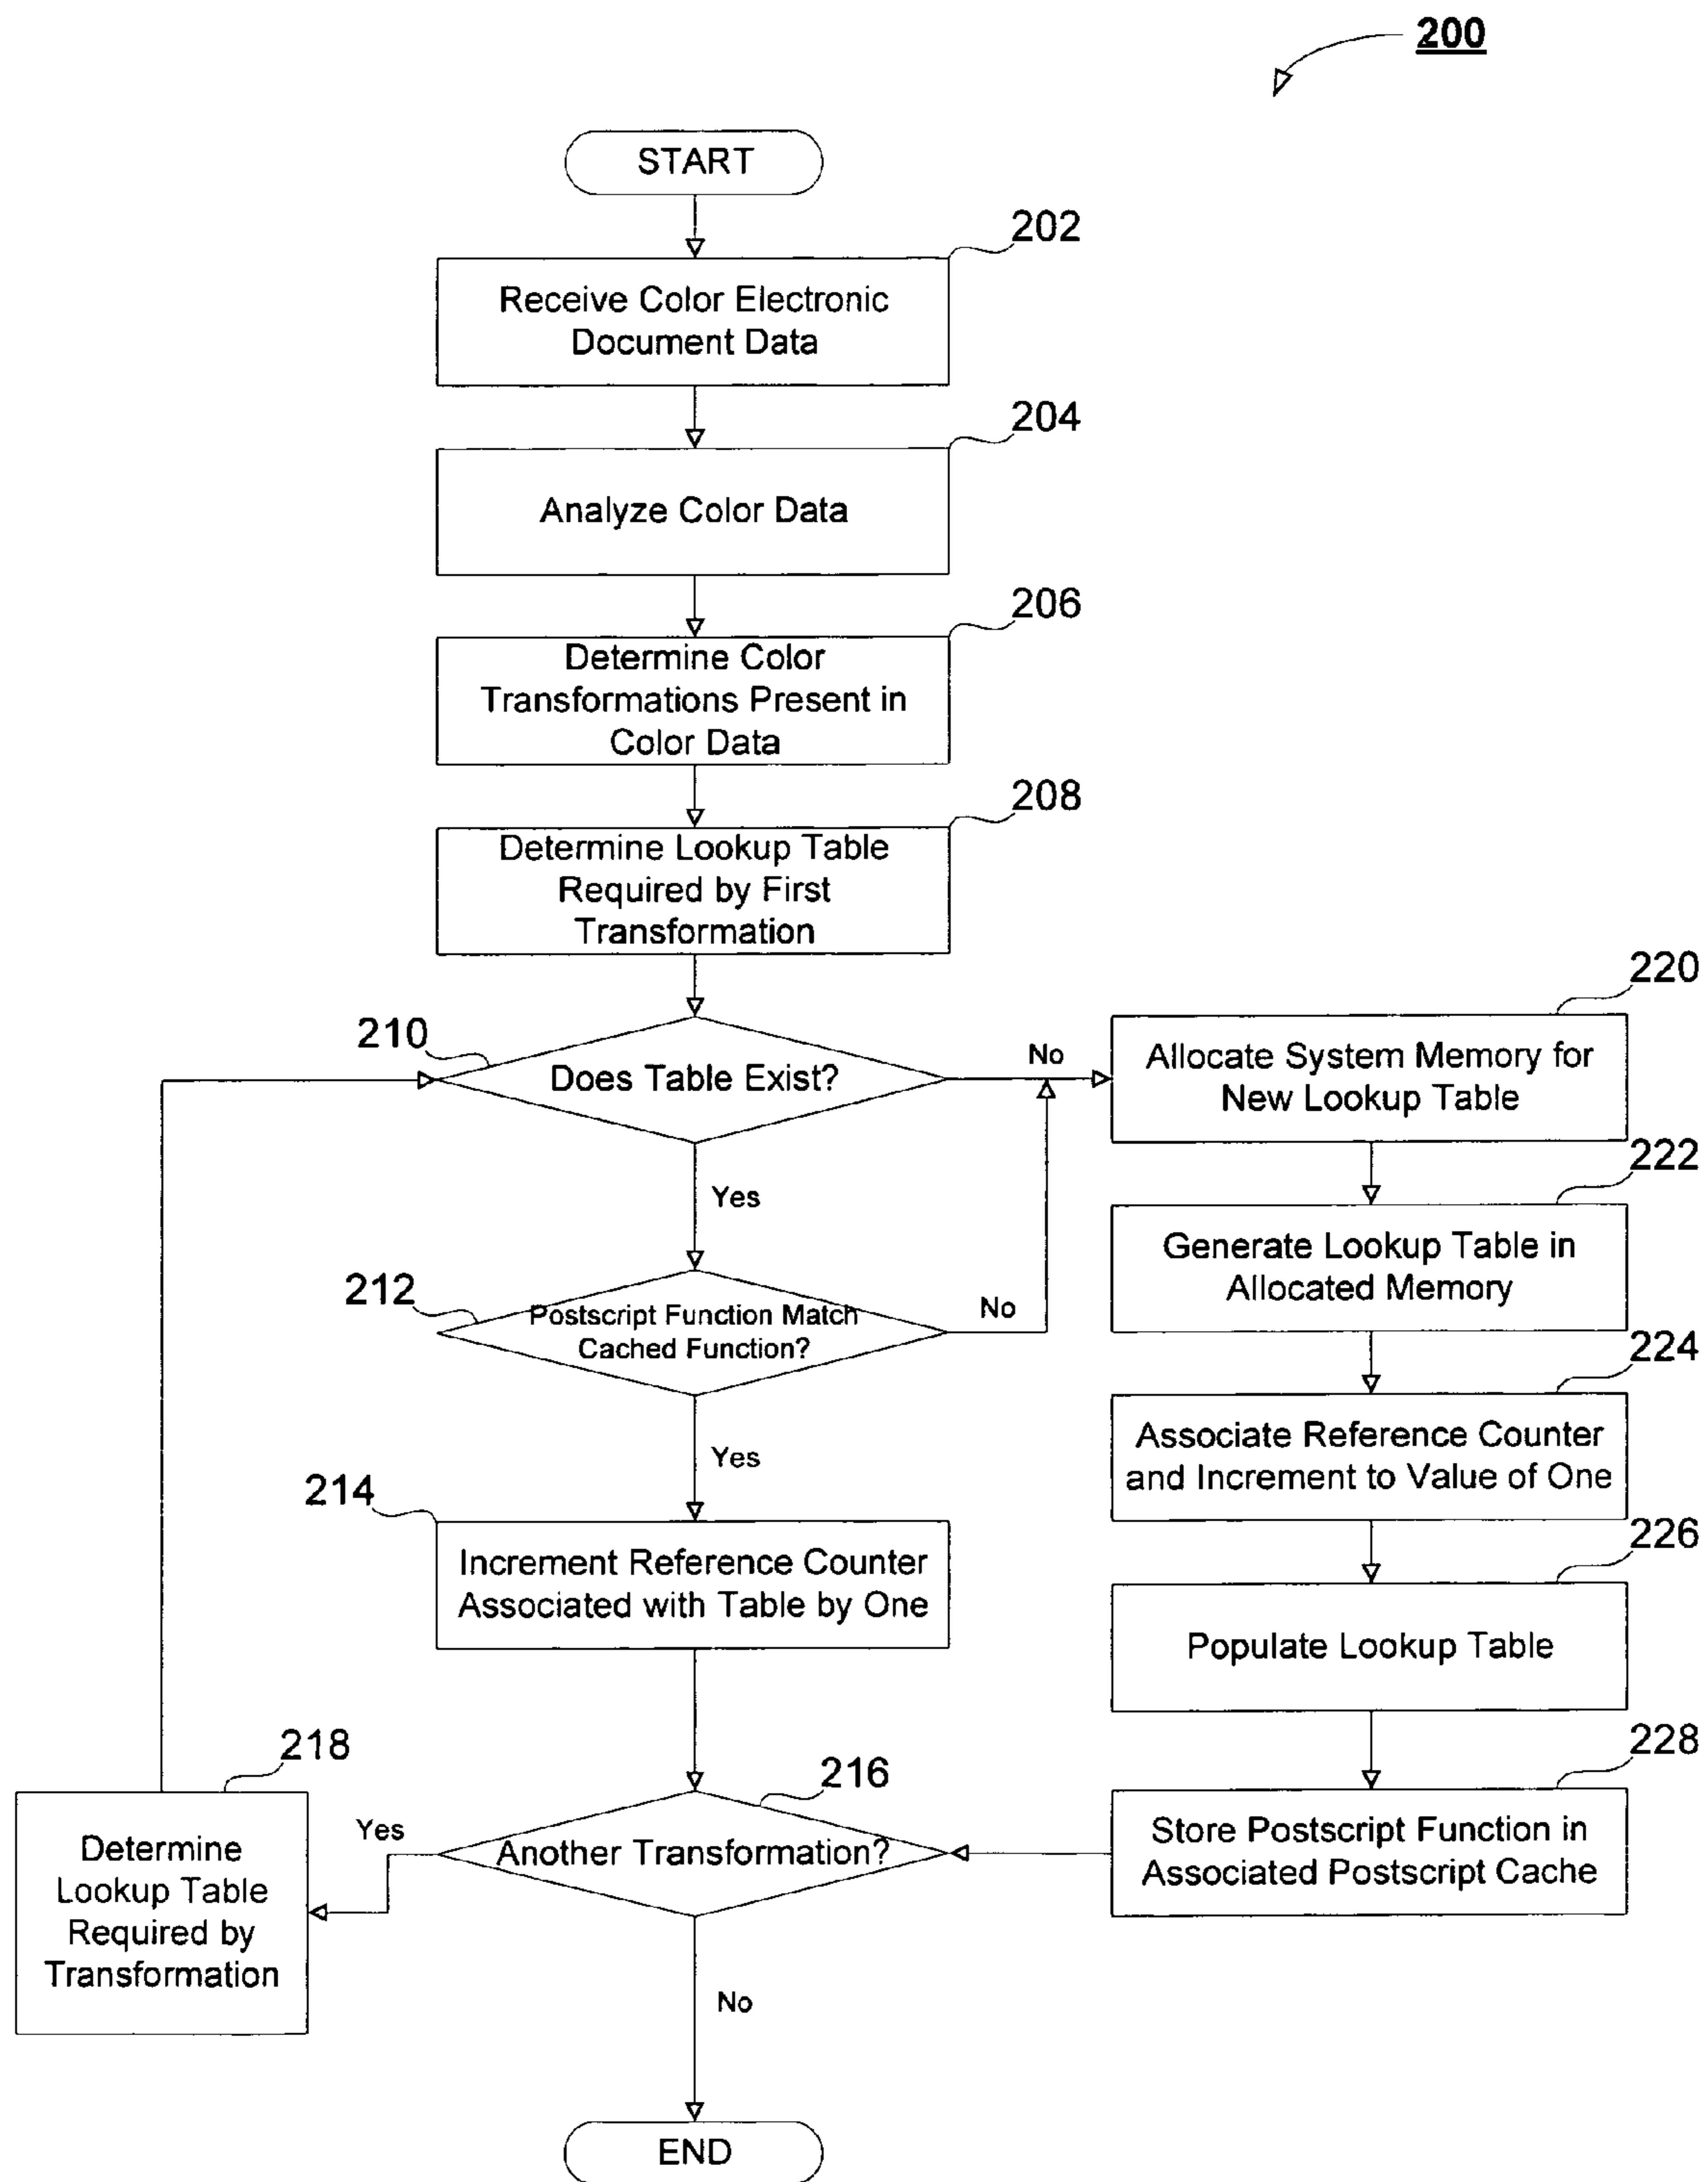 200
START
202
Receive Color Electronic
Document Data
204
Analyze Color Data
206
Determine Color
Transformations Present in
Color Data
208
Determine Lookup Table
Required by First
Transformation
210
Does Table Exist?
No
Yes
212
Postscript Function Match
Cached Function?
No
Yes
214
Increment Reference Counter
Associated with Table by One
216
Another Transformation?
Yes
218
Determine
Lookup Table
Required by
Transformation
No
END
220
Allocate System Memory for
New Lookup Table
222
Generate Lookup Table in
Allocated Memory
224
Associate Reference Counter
and Increment to Value of One
226
Populate Lookup Table
228
Store Postscript Function in
Associated Postscript Cache